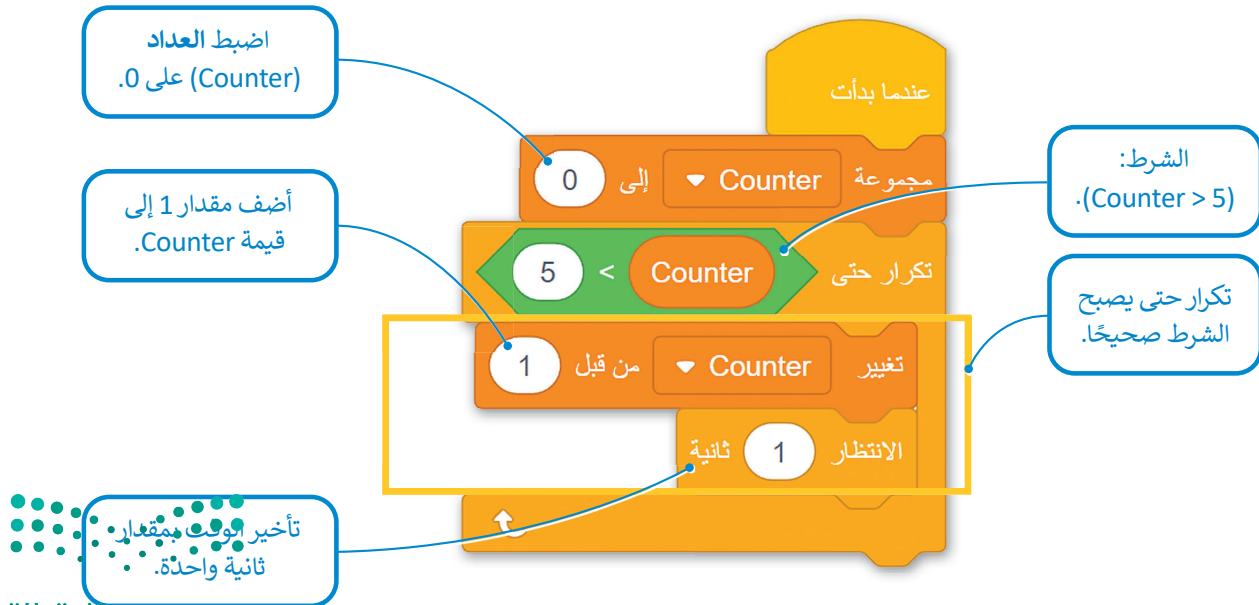 اضبط العداد
(Counter) على 0.
عندما بدأت
مجموعة Counter إلى 0
الشرط:
(Counter > 5).
أضف مقدار 1 إلى
قيمة Counter.
تكرار حتى Counter < 5
تكرار حتى يصبح
الشرط صحيحًا.
تغيير Counter من قبل 1
الانتظار 1 ثانية
تأخير الوقت بمقدار
ثانية واحدة.